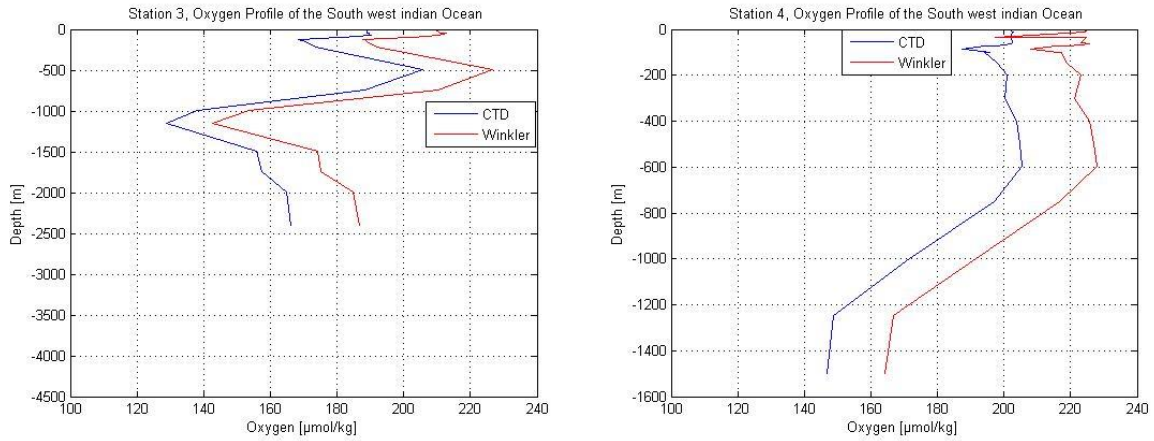 Station 3, Oxygen Profile of the South west indian Ocean
0
-500
-1000
-1500
-2000
-2500
-3000
-3500
-4000
-4500
Depth [m]
CTD
Winkler
100 120 140 160 180 200 220 240
Oxygen [µmol/kg]
Station 4, Oxygen Profile of the South west indian Ocean
0
-200
-400
-600
-800
-1000
-1200
-1400
-1600
Depth [m]
CTD
Winkler
100 120 140 160 180 200 220 240
Oxygen [µmol/kg]